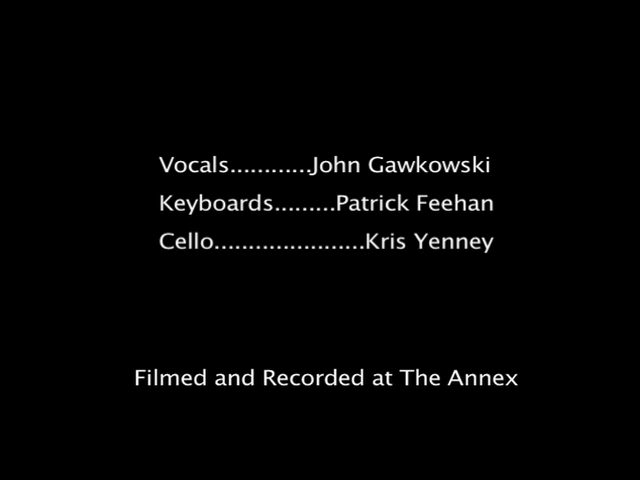 Vocals............John Gawkowski
Keyboards.........Patrick Feehan
Cello......................Kris Yenney
Filmed and Recorded at The Annex